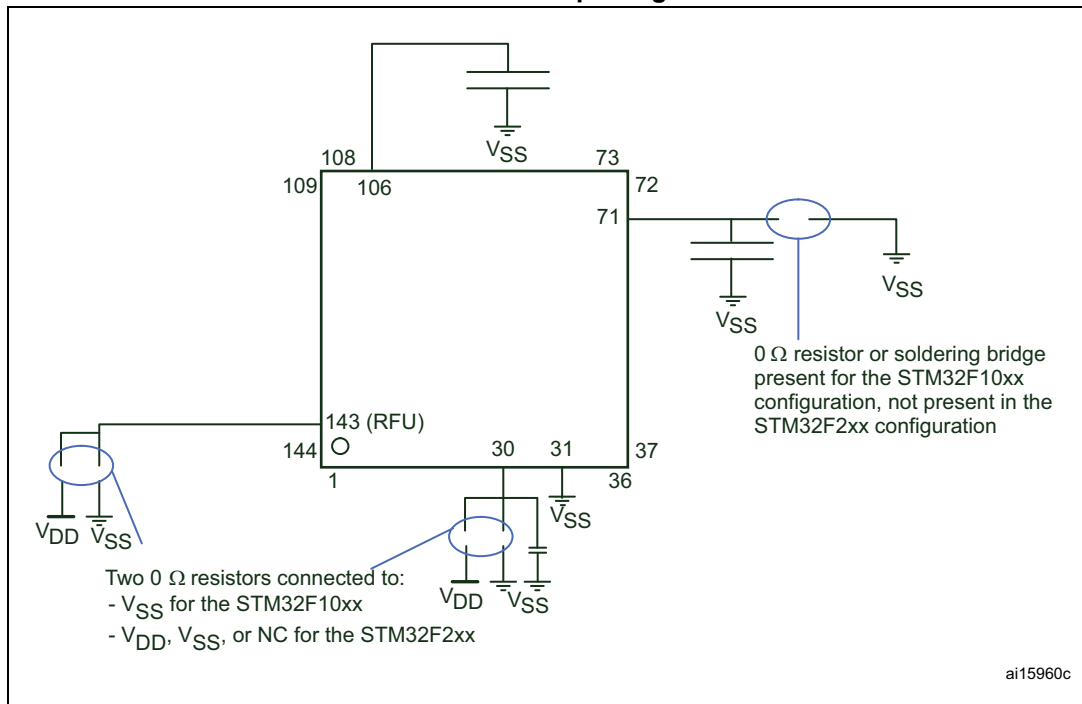 VSS
108
73
109
106
72
71
VSS
VSS
0 Ω resistor or soldering bridge
present for the STM32F10xx
configuration, not present in the
STM32F2xx configuration
143 (RFU)
144
30
31
37
1
36
VDD
VSS
VSS
Two 0 Ω resistors connected to:
- VSS for the STM32F10xx
- VDD, VSS, or NC for the STM32F2xx
VDD
VSS
ai15960c